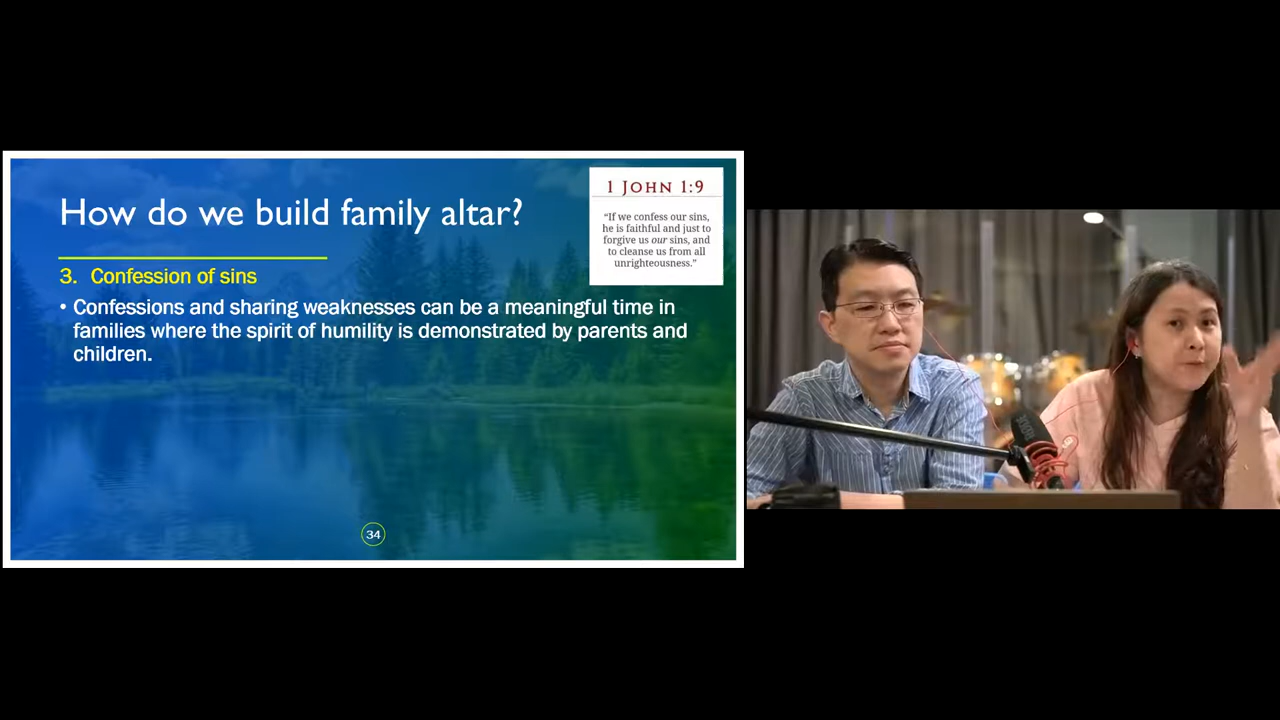 How do we build family altar?
1 JOHN 1:9
“If we confess our sins,
he is faithful and just to
forgive us our sins, and
to cleanse us from all
unrighteousness.”
3. Confession of sins
• Confessions and sharing weaknesses can be a meaningful time in
families where the spirit of humility is demonstrated by parents and
children.
34
RODE